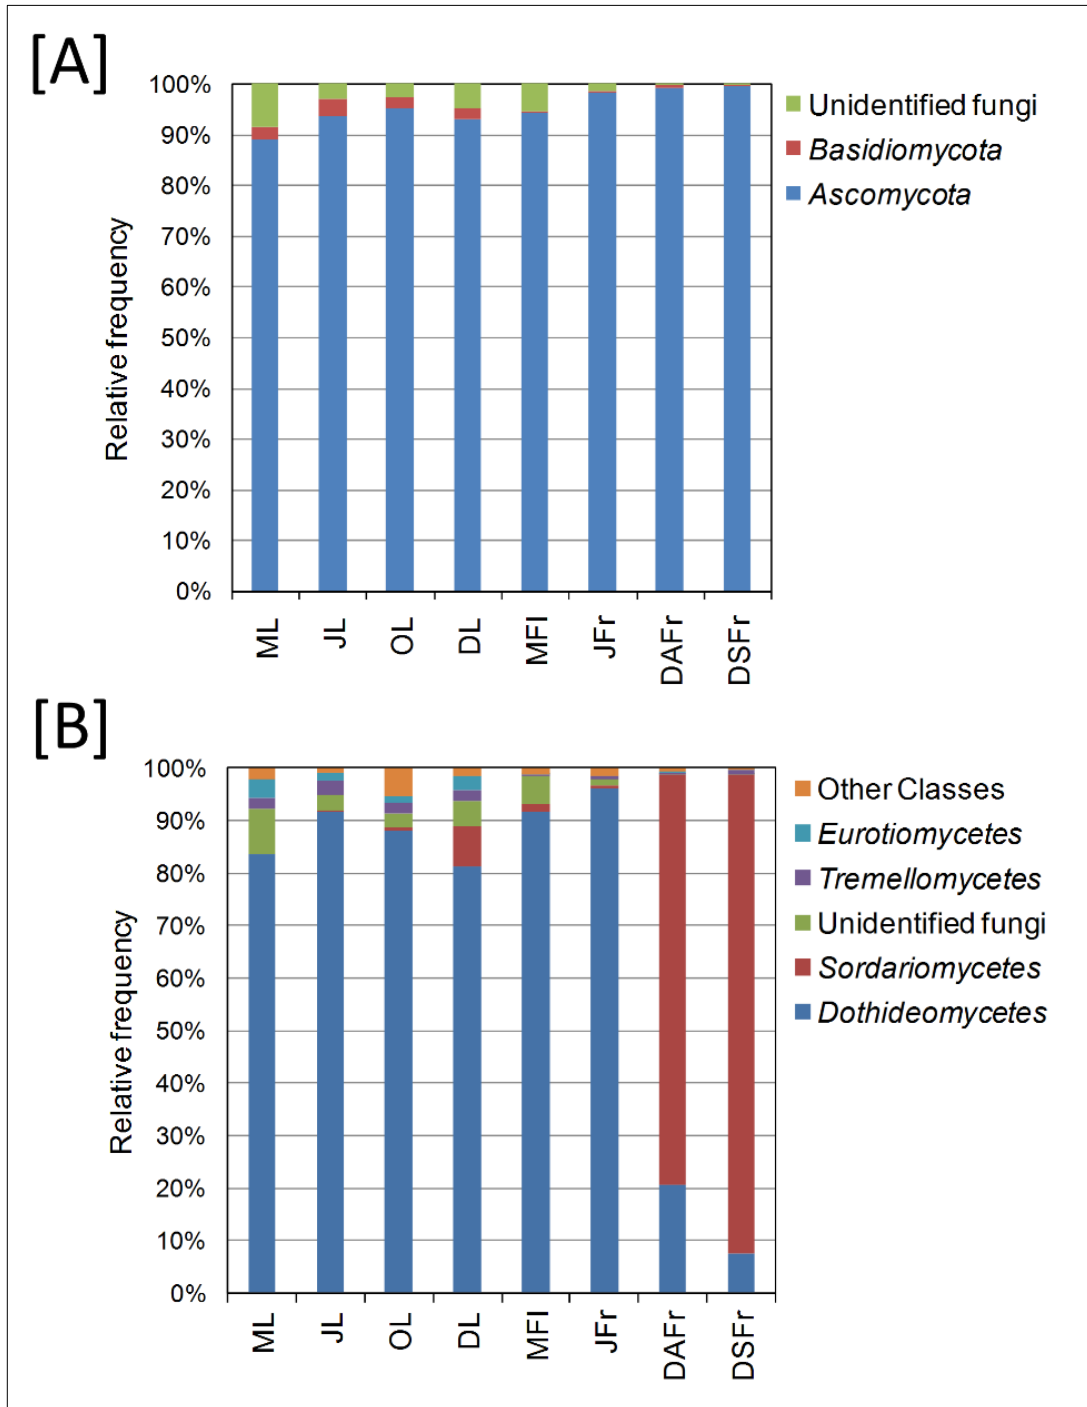 [A]
Relative frequency
100%
90%
80%
70%
60%
50%
40%
30%
20%
10%
0%
ML
JL
OL
DL
MFl
JFr
DAFr
DSFr
Unidentified fungi
Basidiomycota
Ascomycota
[B]
Relative frequency
100%
90%
80%
70%
60%
50%
40%
30%
20%
10%
0%
ML
JL
OL
DL
MFl
JFr
DAFr
DSFr
Other Classes
Eurotiomycetes
Tremellomycetes
Unidentified fungi
Sordariomycetes
Dothideomycetes